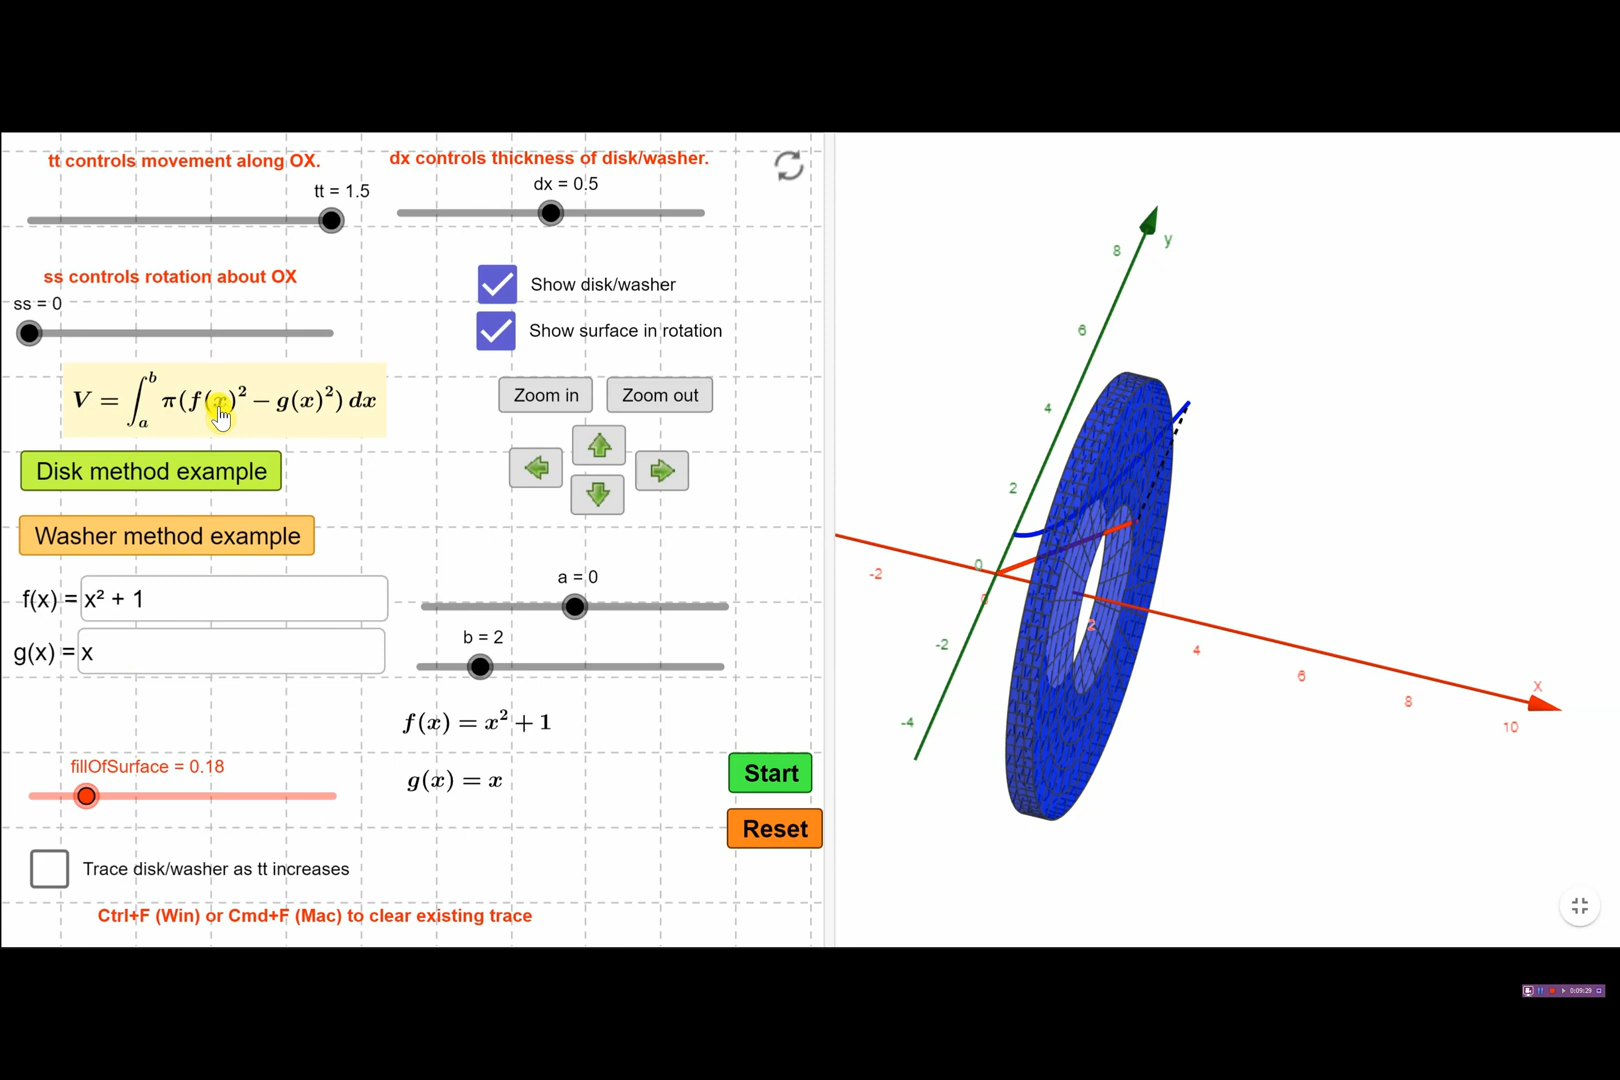 tt controls movement along OX.
dx controls thickness of disk/washer.
tt = 1.5
dx = 0.5
ss controls rotation about OX
ss = 0
Show disk/washer
Show surface in rotation
V = ∫_a^b π(f(x)^2 − g(x)^2) dx
Zoom in
Zoom out
Disk method example
Washer method example
f(x) = x² + 1
g(x) = x
a = 0
b = 2
f(x) = x² + 1
g(x) = x
fillOfSurface = 0.18
Start
Reset
Trace disk/washer as tt increases
Ctrl+F (Win) or Cmd+F (Mac) to clear existing trace
y
8
6
4
2
0
-2
-4
-2
0
2
4
6
8
10
x
0:09:29